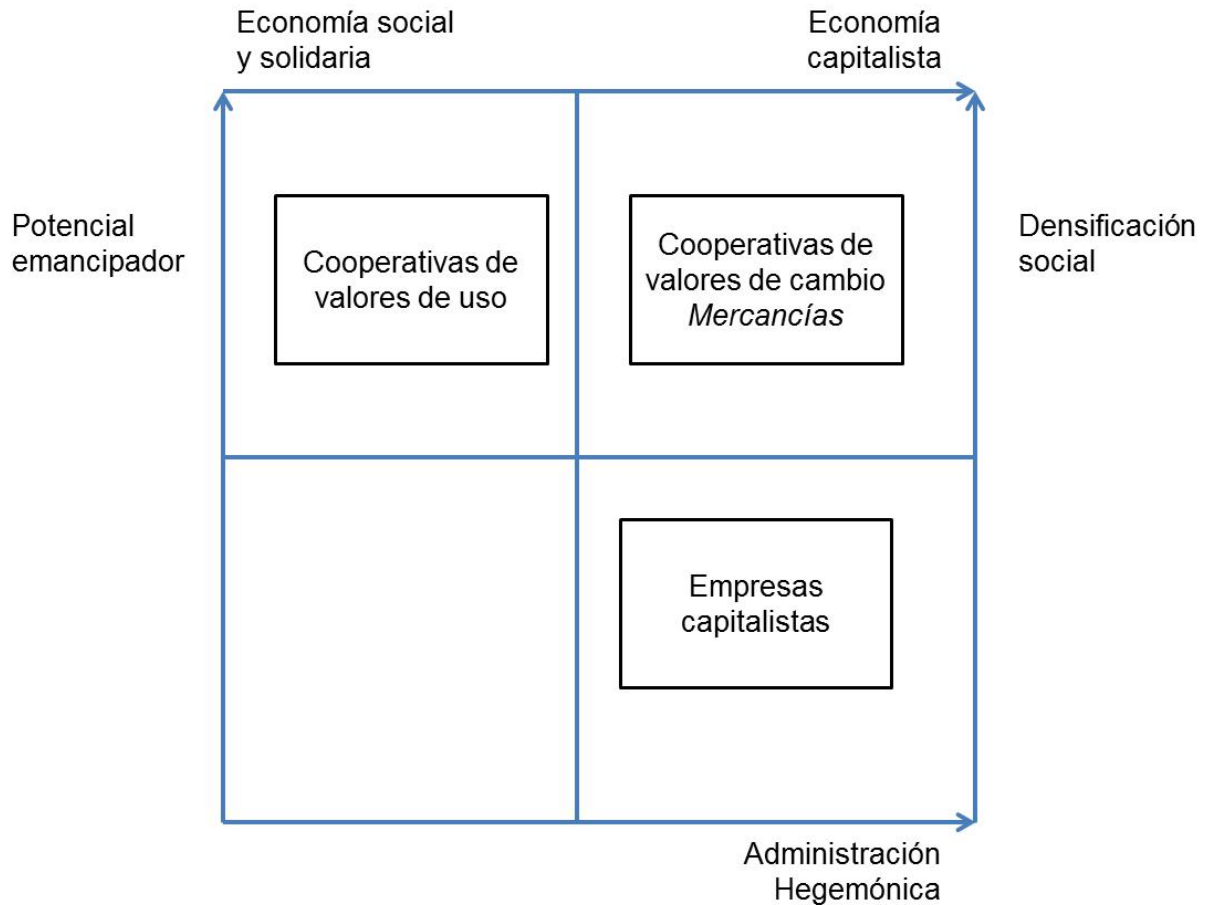 Economía social
y solidaria
Economía
capitalista
Potencial
emancipador
Cooperativas de
valores de uso
Cooperativas de
valores de cambio
Mercancías
Densificación
social
Empresas
capitalistas
Administración
Hegemónica